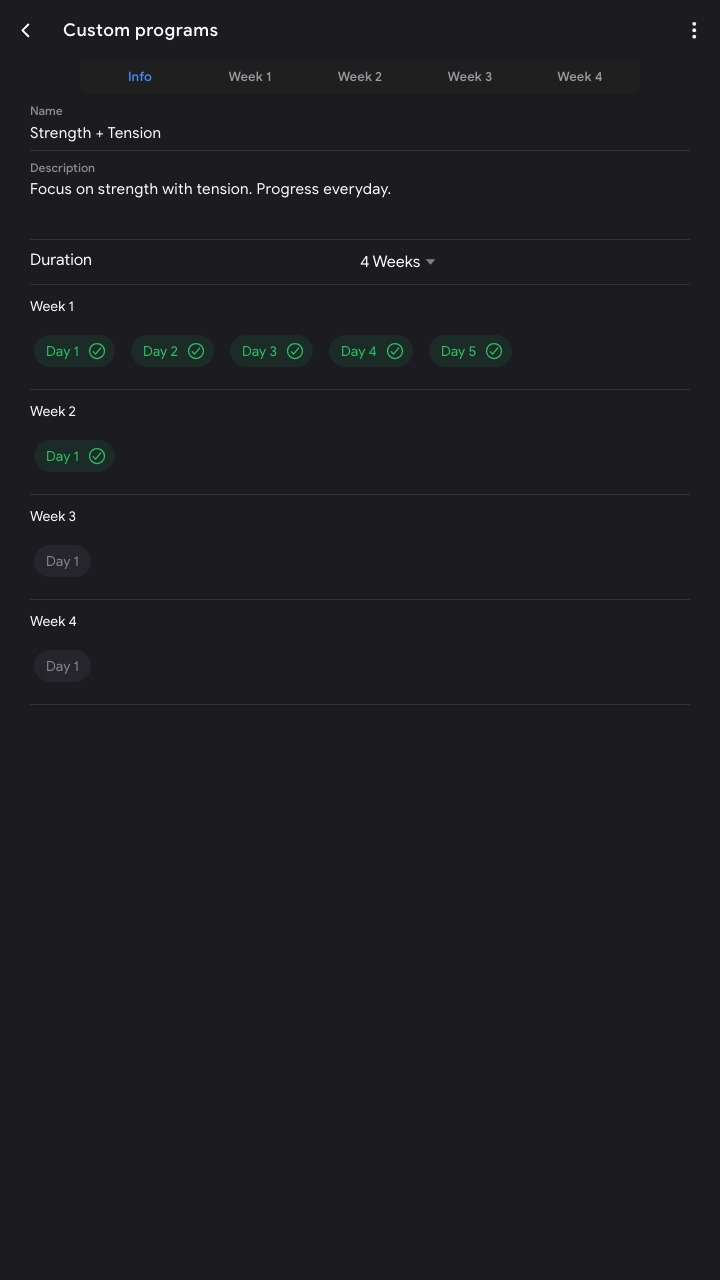 Custom programs
Info Week 1 Week 2 Week 3 Week 4
Name
Strength + Tension
Description
Focus on strength with tension. Progress everyday.
Duration 4 Weeks
Week 1
Day 1 Day 2 Day 3 Day 4 Day 5
Week 2
Day 1
Week 3
Day 1
Week 4
Day 1